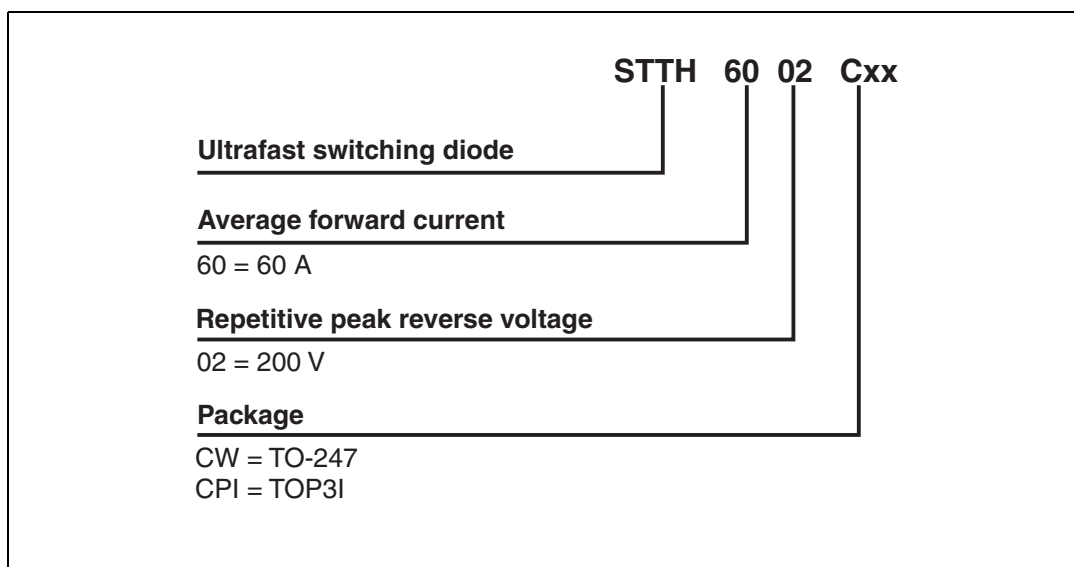 STTH 60 02 Cxx
Ultrafast switching diode
Average forward current
60 = 60 A
Repetitive peak reverse voltage
02 = 200 V
Package
CW = TO-247
CPI = TOP3I